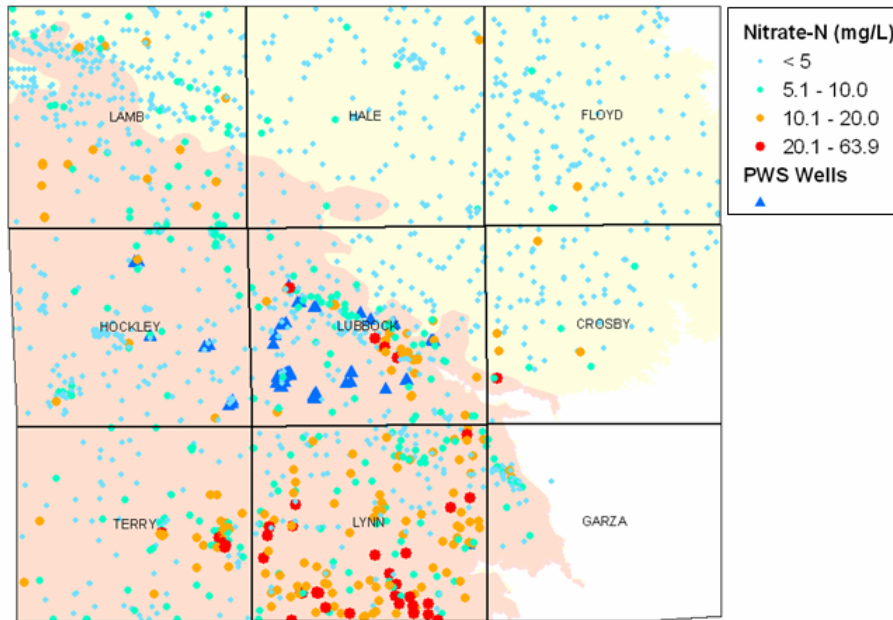 Nitrate-N (mg/L)
< 5
5.1 - 10.0
10.1 - 20.0
20.1 - 63.9
PWS Wells
LAMB
HALE
FLOYD
HOCKLEY
LUBBOCK
CROSBY
TERRY
LYNN
GARZA